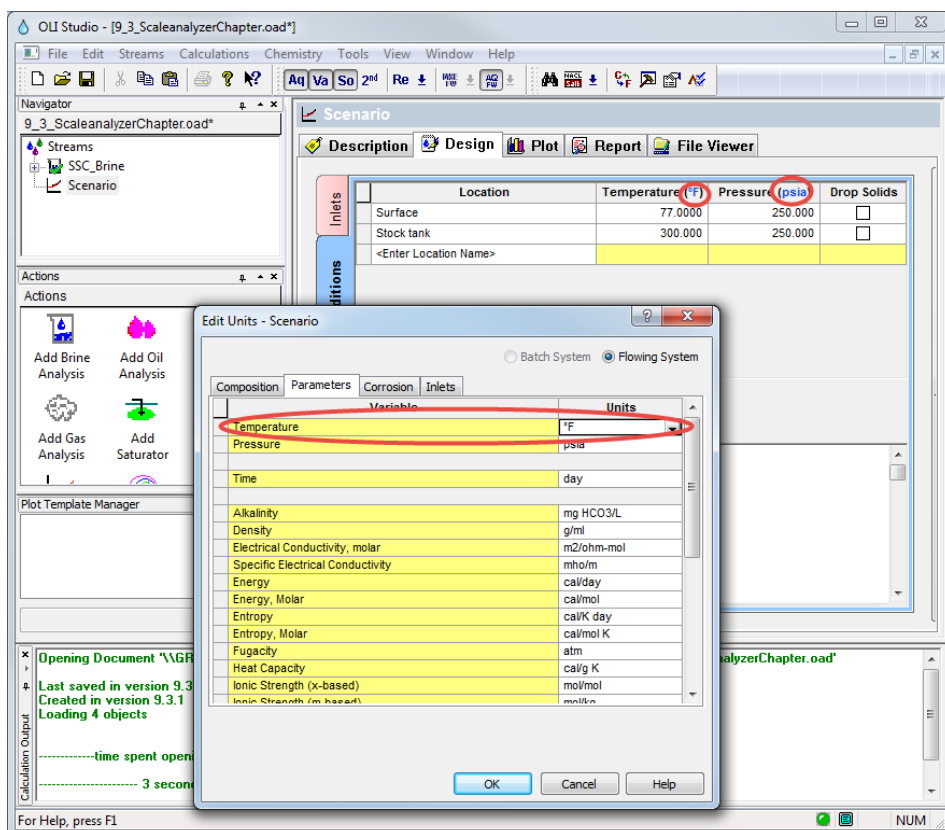 OLI Studio - [9_3_ScaleanalyzerChapter.oad*]
File Edit Streams Calculations Chemistry Tools View Window Help
Aq Va So 2nd Re
Navigator
9_3_ScaleanalyzerChapter.oad*
Streams
SSC_Brine
Scenario
Scenario
Description Design Plot Report File Viewer
Inlets
Location Temperature (°F) Pressure (psia) Drop Solids
Surface 77.0000 250.000
Stock tank 300.000 250.000
<Enter Location Name>
Actions
Actions
Add Brine Analysis
Add Oil Analysis
Add Gas Analysis
Add Saturator
Plot Template Manager
Edit Units - Scenario
Batch System Flowing System
Composition Parameters Corrosion Inlets
Variable Units
Temperature °F
Pressure psia
Time day
Alkalinity mg HCO3/L
Density g/ml
Electrical Conductivity, molar m2/ohm-mol
Specific Electrical Conductivity mho/m
Energy cal/day
Energy, Molar cal/mol
Entropy cal/K day
Entropy, Molar cal/mol K
Fugacity atm
Heat Capacity cal/g K
Ionic Strength (x-based) mol/mol
Ionic Strength (m-based) mol/kg
OK Cancel Help
Calculation Output
Opening Document '\\GR
alyzerChapter.oad'
Last saved in version 9.3
Created in version 9.3.1
Loading 4 objects
-------------time spent openi
----------------------- 3 secon
For Help, press F1
NUM